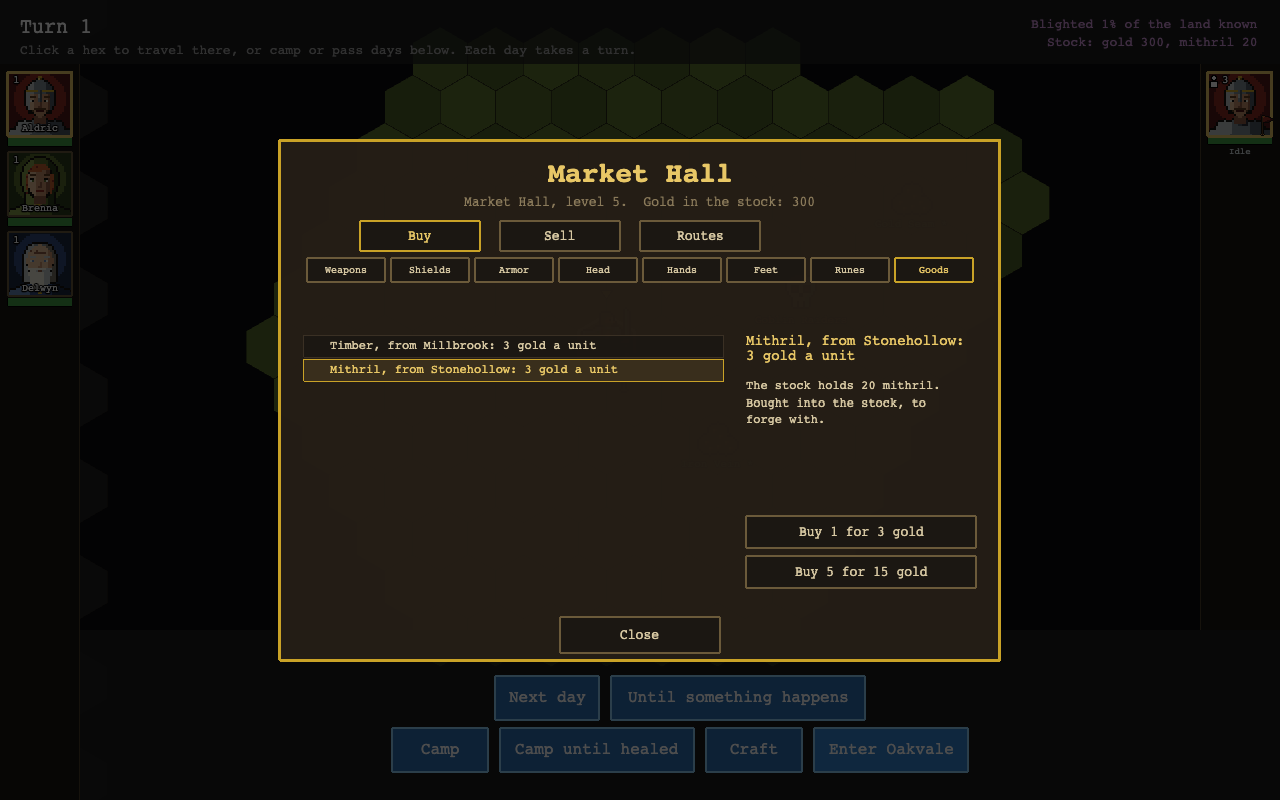 Turn 1
Click a hex to travel there, or camp or pass days below. Each day takes a turn.
Blighted 1% of the land known
Stock: gold 300, mithril 20
1
Aldric
1
Brenna
1
Delwyn
3
Idle
Market Hall
Market Hall, level 5. Gold in the stock: 300
Buy
Sell
Routes
Weapons
Shields
Armor
Head
Hands
Feet
Runes
Goods
Timber, from Millbrook: 3 gold a unit
Mithril, from Stonehollow: 3 gold a unit
Mithril, from Stonehollow:
3 gold a unit
The stock holds 20 mithril.
Bought into the stock, to
forge with.
Buy 1 for 3 gold
Buy 5 for 15 gold
Close
Next day
Until something happens
Camp
Camp until healed
Craft
Enter Oakvale